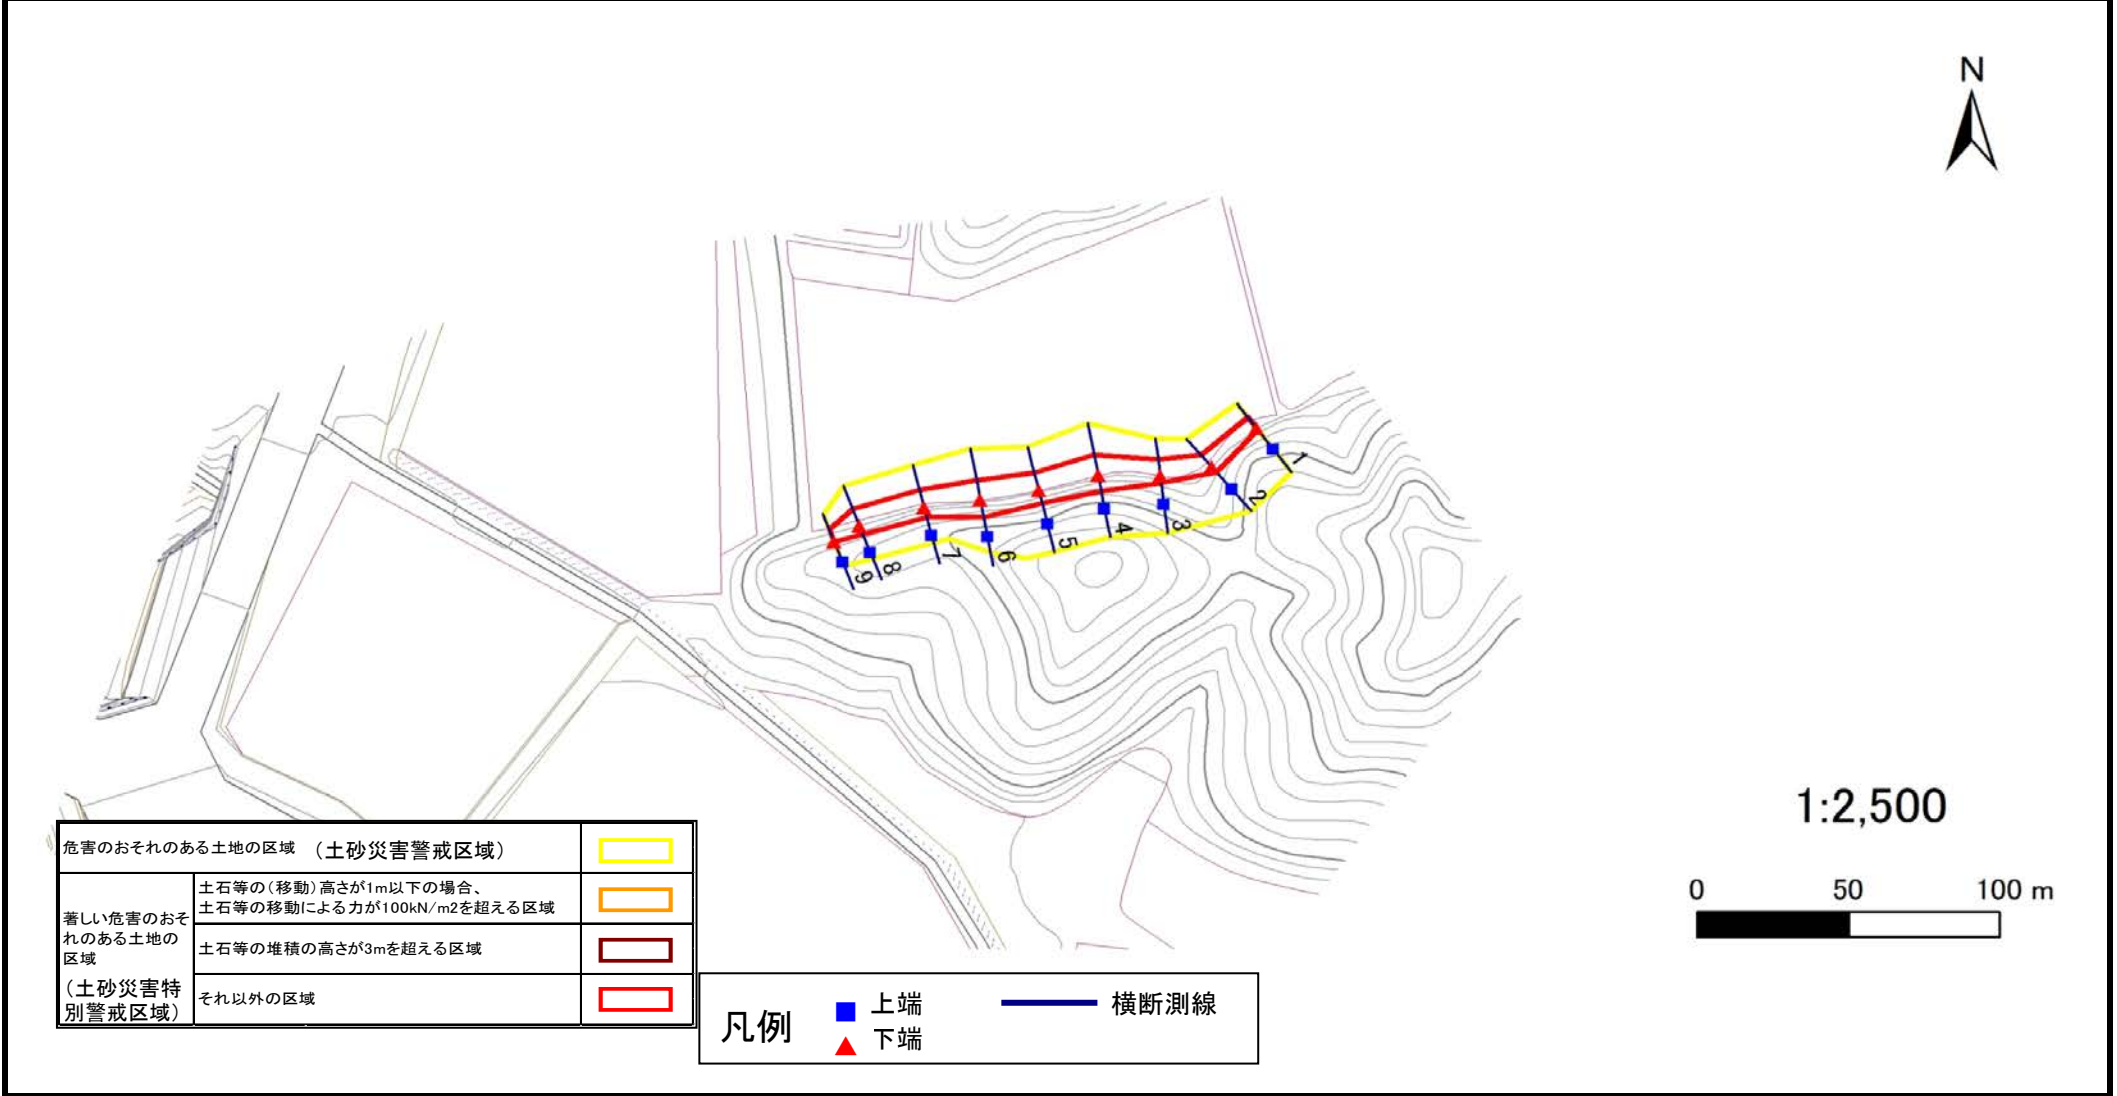 N
1
2
3
4
5
6
7
8
9
1:2,500
0 50 100 m
危害のおそれのある土地の区域 (土砂災害警戒区域)
著しい危害のおそ
れのある土地の
区域
(土砂災害特
別警戒区域)
土石等の(移動)高さが1m以下の場合、
土石等の移動による力が100kN/m2を超える区域
土石等の堆積の高さが3mを超える区域
それ以外の区域
凡例
上端
下端
横断測線